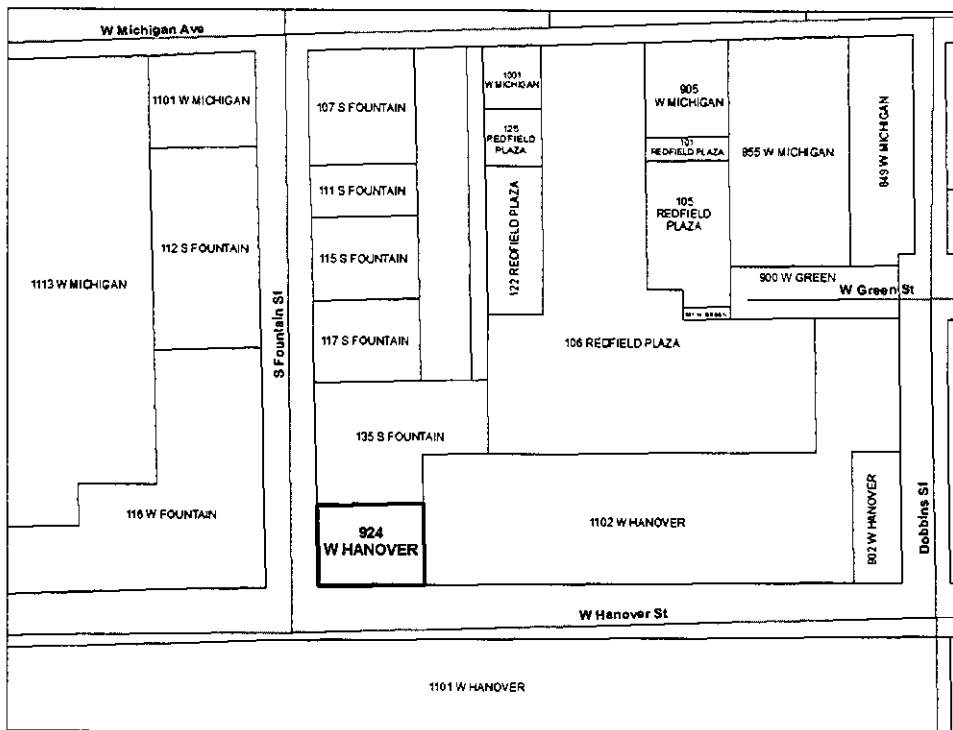 W Michigan Ave
1101 W MICHIGAN
107 S FOUNTAIN
1001
W MICHIGAN
905
W MICHIGAN
126
REDFIELD
PLAZA
101
REDFIELD PLAZA
855 W MICHIGAN
849 W MICHIGAN
111 S FOUNTAIN
122 REDFIELD PLAZA
105
REDFIELD
PLAZA
112 S FOUNTAIN
115 S FOUNTAIN
1113 W MICHIGAN
900 W GREEN
W Green St
S Fountain St
117 S FOUNTAIN
106 REDFIELD PLAZA
135 S FOUNTAIN
116 W FOUNTAIN
924
W HANOVER
1102 W HANOVER
902 W HANOVER
Dobbins St
W Hanover St
1101 W HANOVER